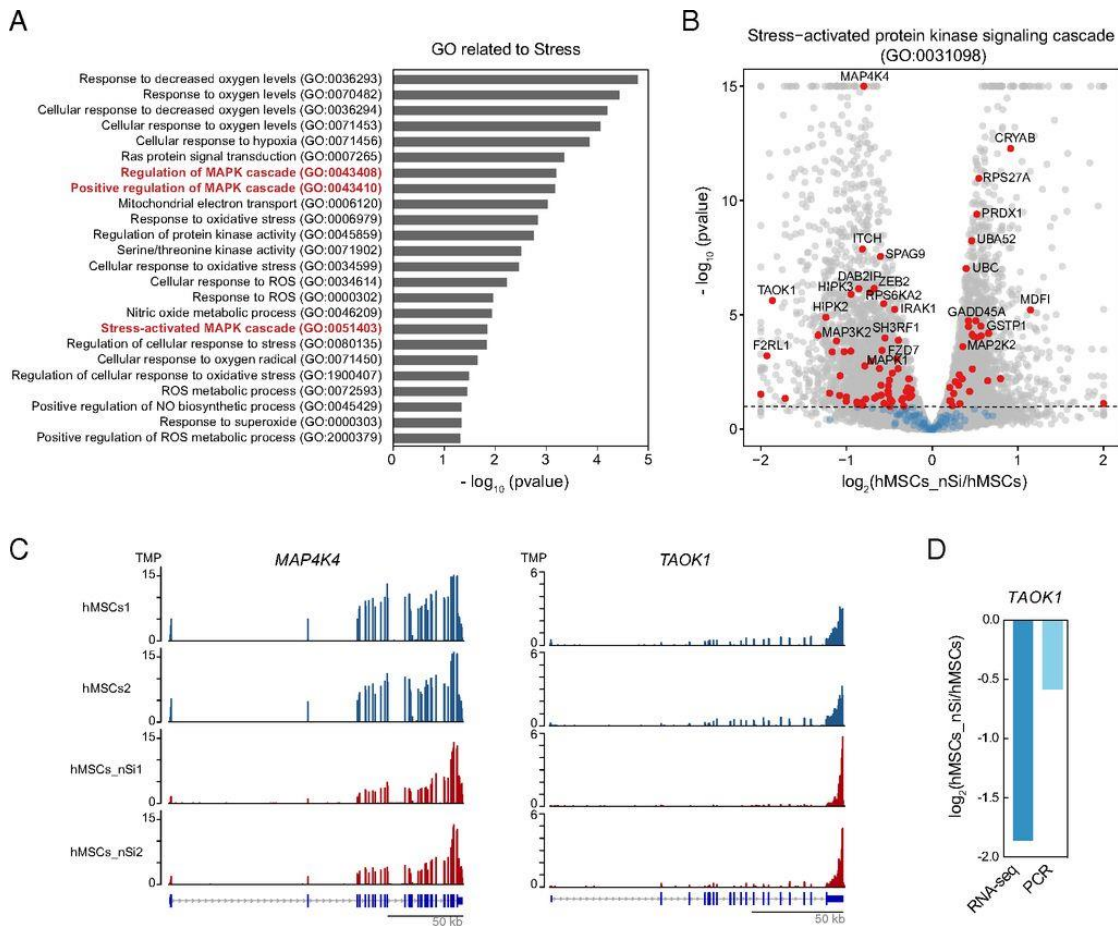 A
GO related to Stress
Response to decreased oxygen levels (GO:0036293)
Response to oxygen levels (GO:0070482)
Cellular response to decreased oxygen levels (GO:0036294)
Cellular response to oxygen levels (GO:0071453)
Cellular response to hypoxia (GO:0071456)
Ras protein signal transduction (GO:0007265)
Regulation of MAPK cascade (GO:0043408)
Positive regulation of MAPK cascade (GO:0043410)
Mitochondrial electron transport (GO:0006120)
Response to oxidative stress (GO:0006979)
Regulation of protein kinase activity (GO:0045859)
Serine/threonine kinase activity (GO:0071902)
Cellular response to oxidative stress (GO:0034599)
Cellular response to ROS (GO:0034614)
Response to ROS (GO:0000302)
Nitric oxide metabolic process (GO:0046209)
Stress-activated MAPK cascade (GO:0051403)
Regulation of cellular response to stress (GO:0080135)
Cellular response to oxygen radical (GO:0071450)
Regulation of cellular response to oxidative stress (GO:1900407)
ROS metabolic process (GO:0072593)
Positive regulation of NO biosynthetic process (GO:0045429)
Response to superoxide (GO:0000303)
Positive regulation of ROS metabolic process (GO:2000379)
0 1 2 3 4 5
- log10 (pvalue)
B
Stress-activated protein kinase signaling cascade
(GO:0031098)
15
10
5
0
- log10 (pvalue)
MAP4K4
CRYAB
RPS27A
PRDX1
UBA52
ITCH
SPAG9
UBC
DAB2IP
ZEB2
HIPK3
TAOK1
RPS6KA2
IRAK1
MDFI
HIPK2
GADD45A
GSTP1
MAP3K2
SH3RF1
MAP2K2
F2RL1
FZD7
MAPK1
-2 -1 0 1 2
log2(hMSCs_nSi/hMSCs)
C
TMP
MAP4K4
15
0
hMSCs1
15
0
hMSCs2
15
0
hMSCs_nSi1
15
0
hMSCs_nSi2
50 kb
TMP
TAOK1
6
0
6
0
6
0
6
0
50 kb
D
TAOK1
0.0
-0.5
-1.0
-1.5
-2.0
log2(hMSCs_nSi/hMSCs)
RNA-seq
PCR